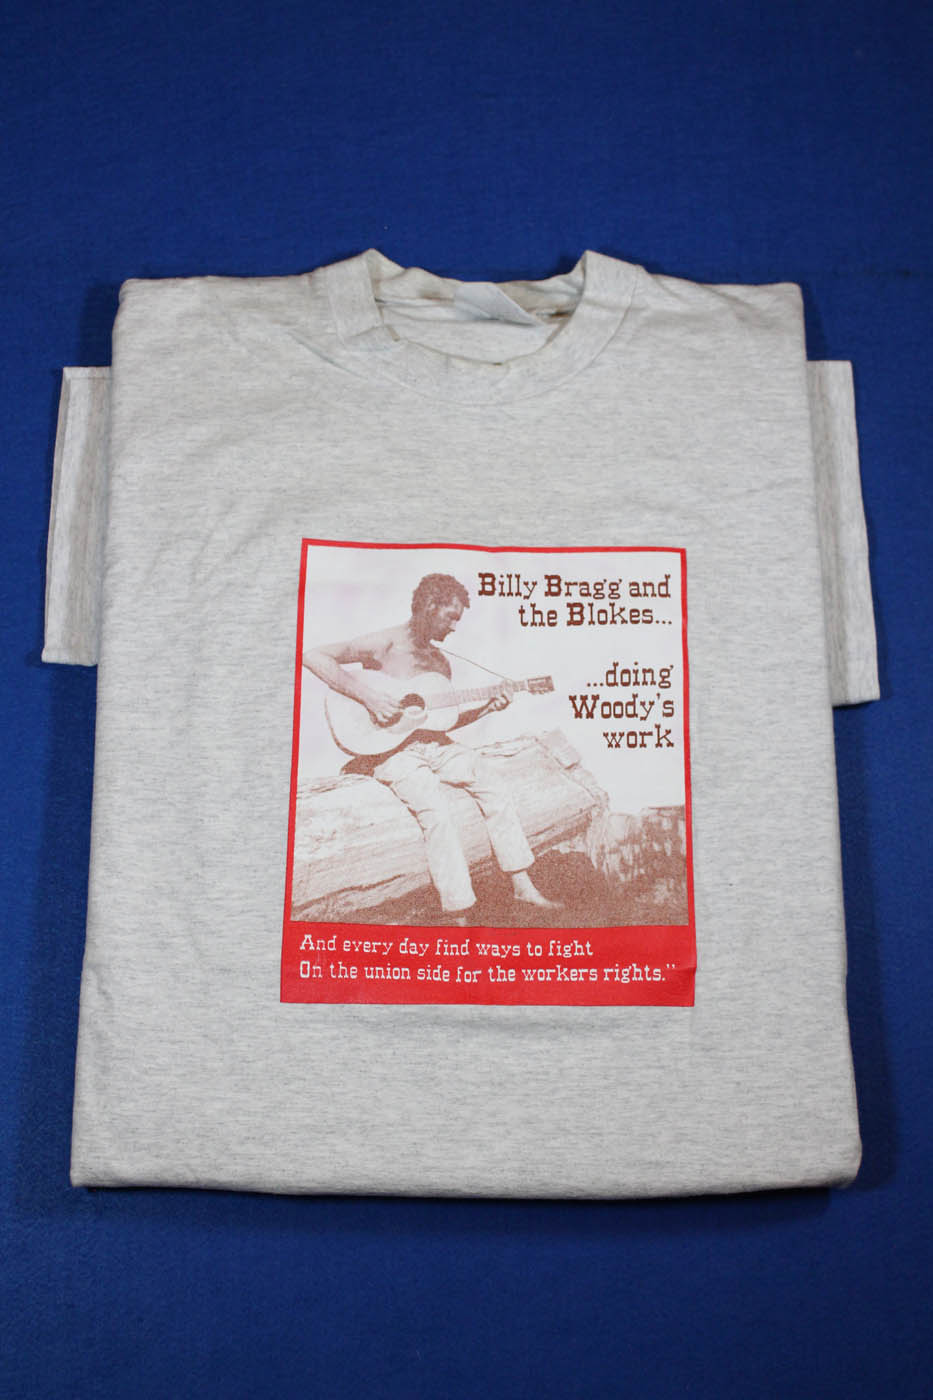 Billy Bragg and
the Blokes...
...doing
Woody's
work
And every day find ways to fight
On the union side for the workers rights."